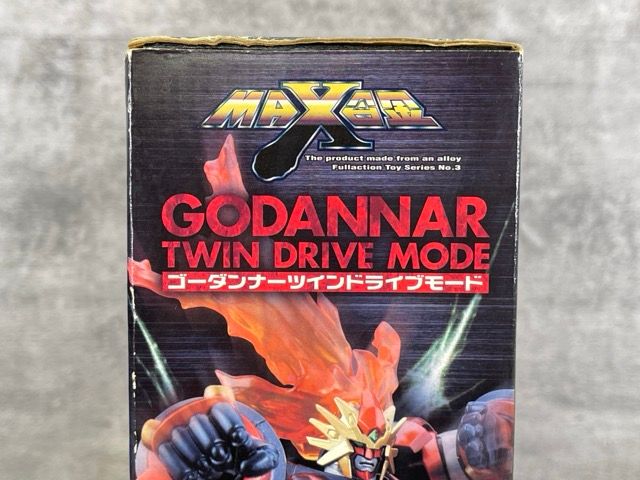 MAX合金
The product made from an alloy
Fullaction Toy Series No.3
GODANNAR
TWIN DRIVE MODE
ゴーダンナーツインドライブモード